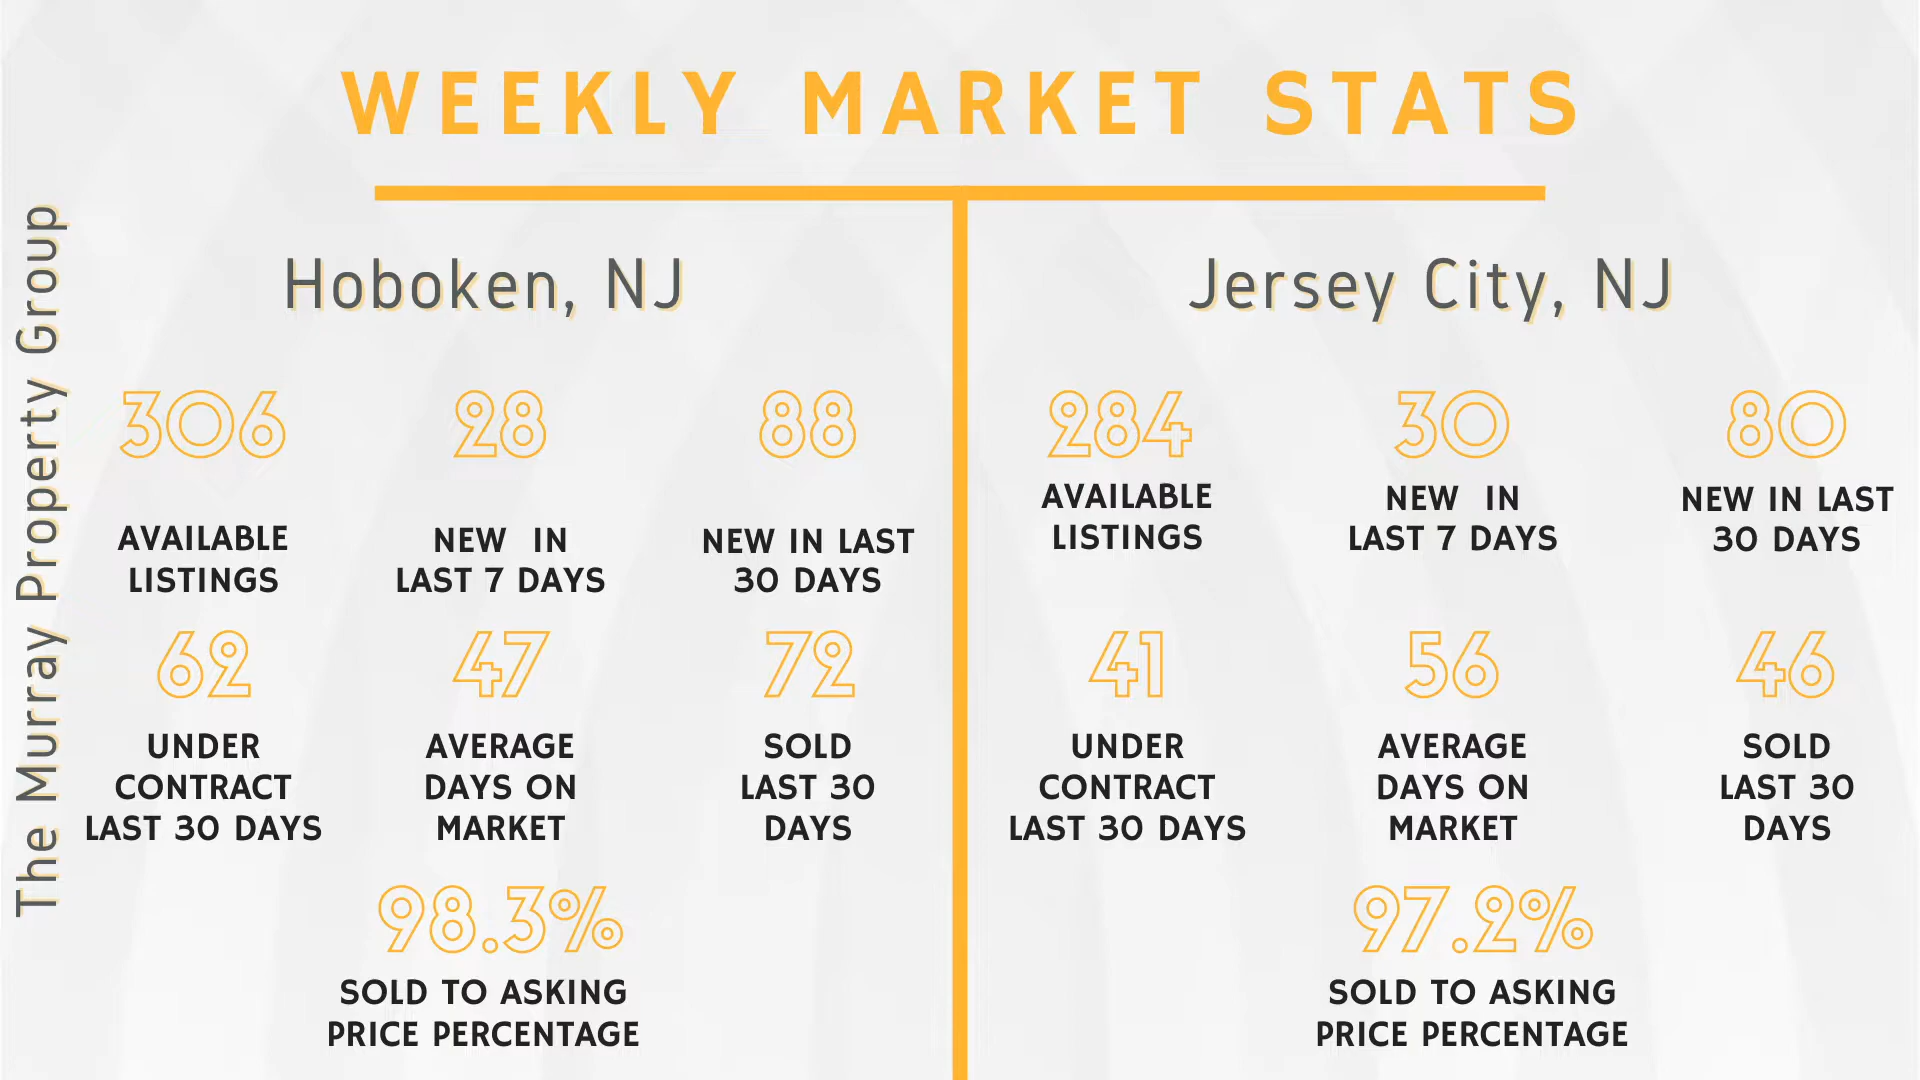 WEEKLY MARKET STATS
The Murray Property Group
Hoboken, NJ
306
AVAILABLE
LISTINGS
28
NEW IN
LAST 7 DAYS
88
NEW IN LAST
30 DAYS
62
UNDER
CONTRACT
LAST 30 DAYS
47
AVERAGE
DAYS ON
MARKET
72
SOLD
LAST 30
DAYS
98.3%
SOLD TO ASKING
PRICE PERCENTAGE
Jersey City, NJ
284
AVAILABLE
LISTINGS
30
NEW IN
LAST 7 DAYS
80
NEW IN LAST
30 DAYS
41
UNDER
CONTRACT
LAST 30 DAYS
56
AVERAGE
DAYS ON
MARKET
46
SOLD
LAST 30
DAYS
97.2%
SOLD TO ASKING
PRICE PERCENTAGE